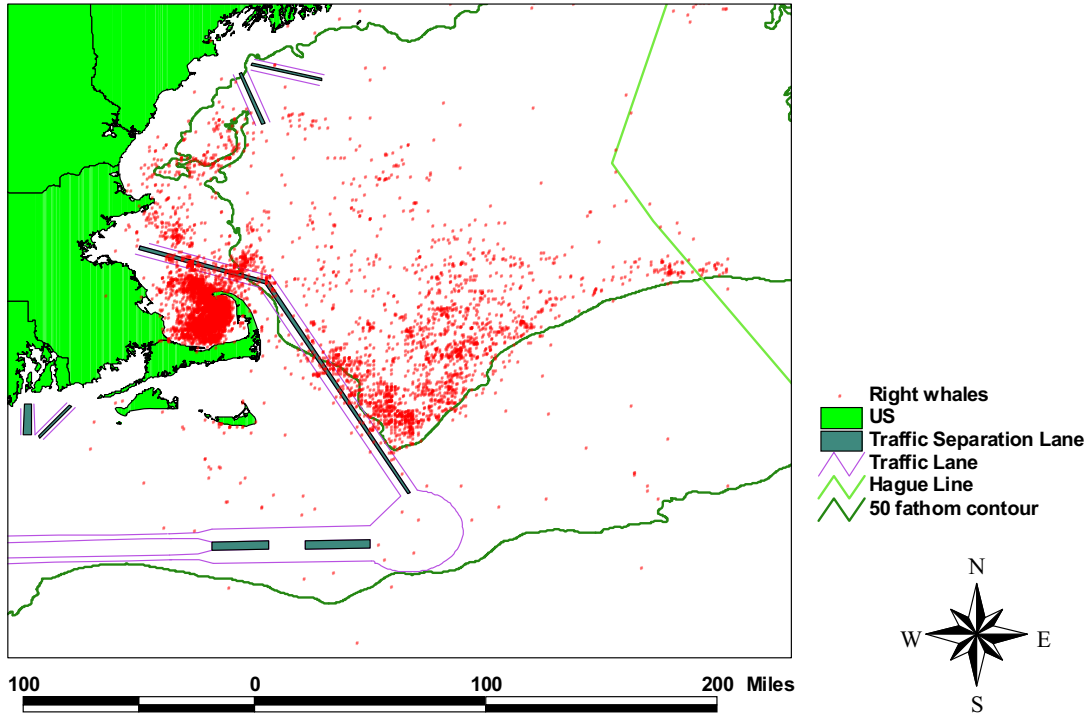 Right whales
US
Traffic Separation Lane
Traffic Lane
Hague Line
50 fathom contour
N
W E
S
100 0 100 200 Miles